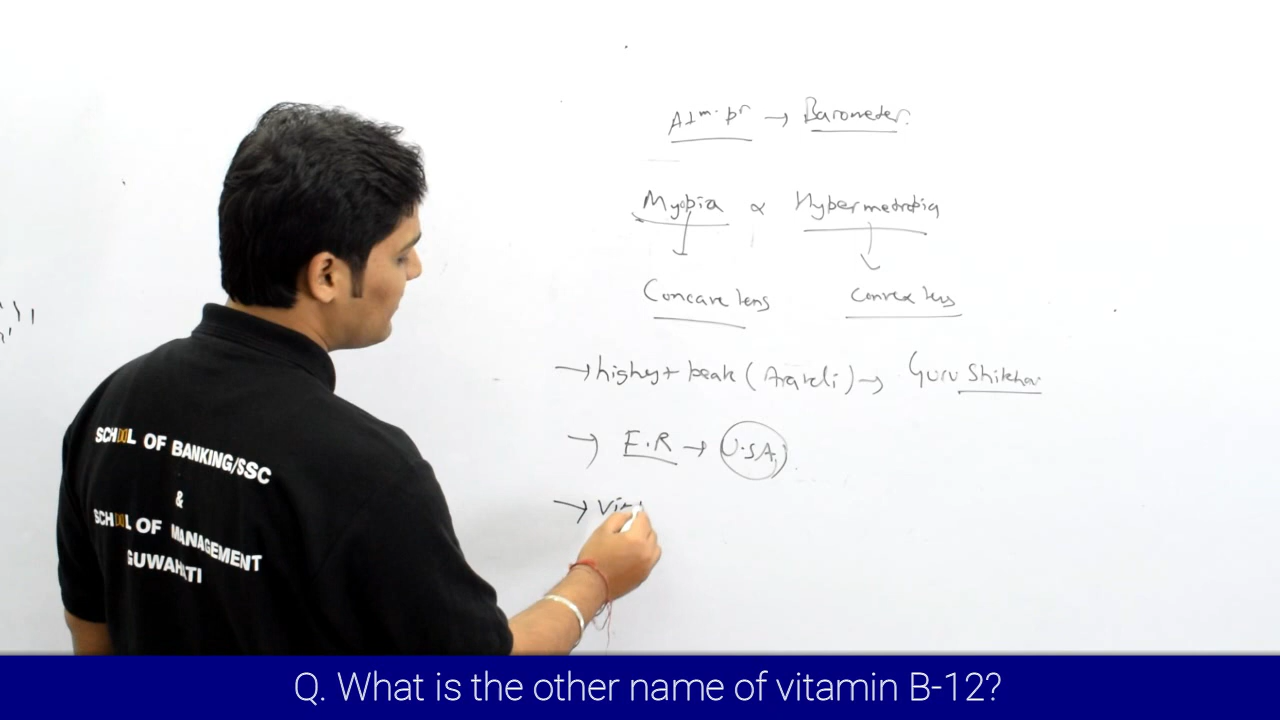 Atm. pr → Barometer.
Myopia & Hypermetropia
Concave lens Convex lens
→ highest peak (Aravali) → Guru Shikhar
→ F.R → U.S.A.
→ Vit
SCHOOL OF BANKING/SSC
&
SCHOOL OF MANAGEMENT
GUWAHATI
Q. What is the other name of vitamin B-12?